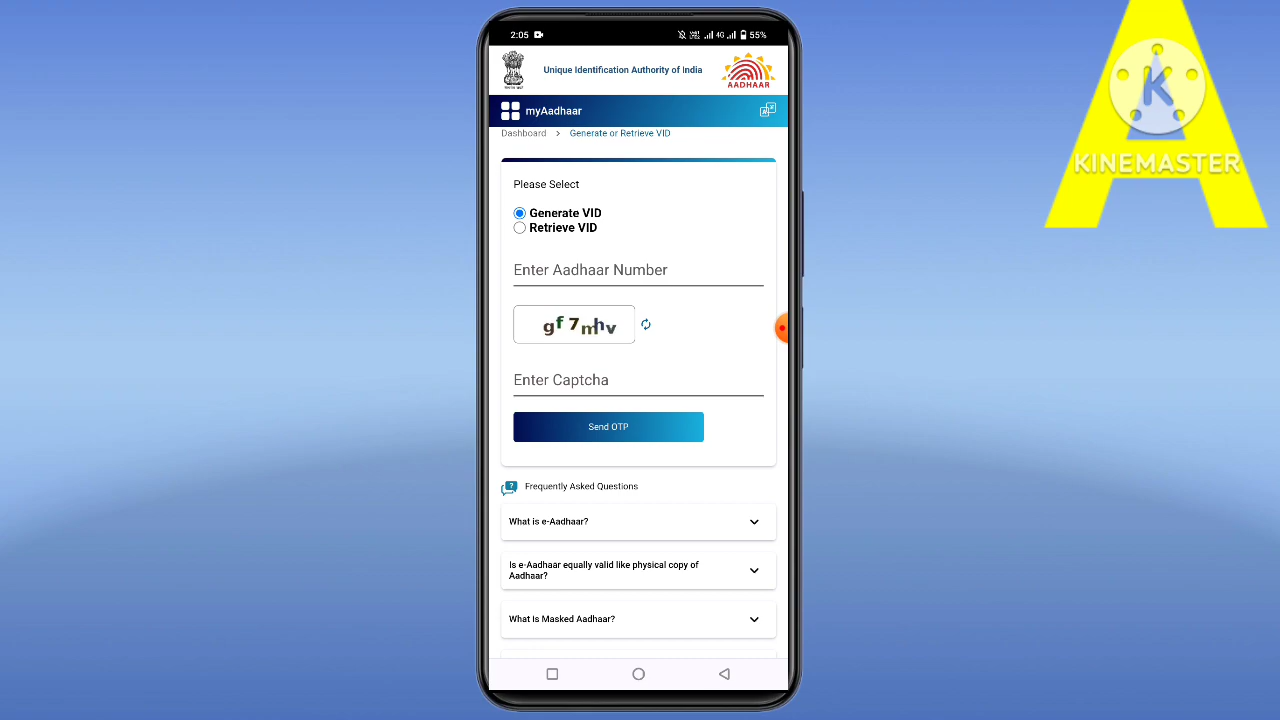 2:05 4G 55%
Unique Identification Authority of India
AADHAAR
myAadhaar
Dashboard > Generate or Retrieve VID
Please Select
Generate VID
Retrieve VID
Enter Aadhaar Number
gf7mhv
Enter Captcha
Send OTP
Frequently Asked Questions
What is e-Aadhaar?
Is e-Aadhaar equally valid like physical copy of
Aadhaar?
What is Masked Aadhaar?
A
K
KINEMASTER